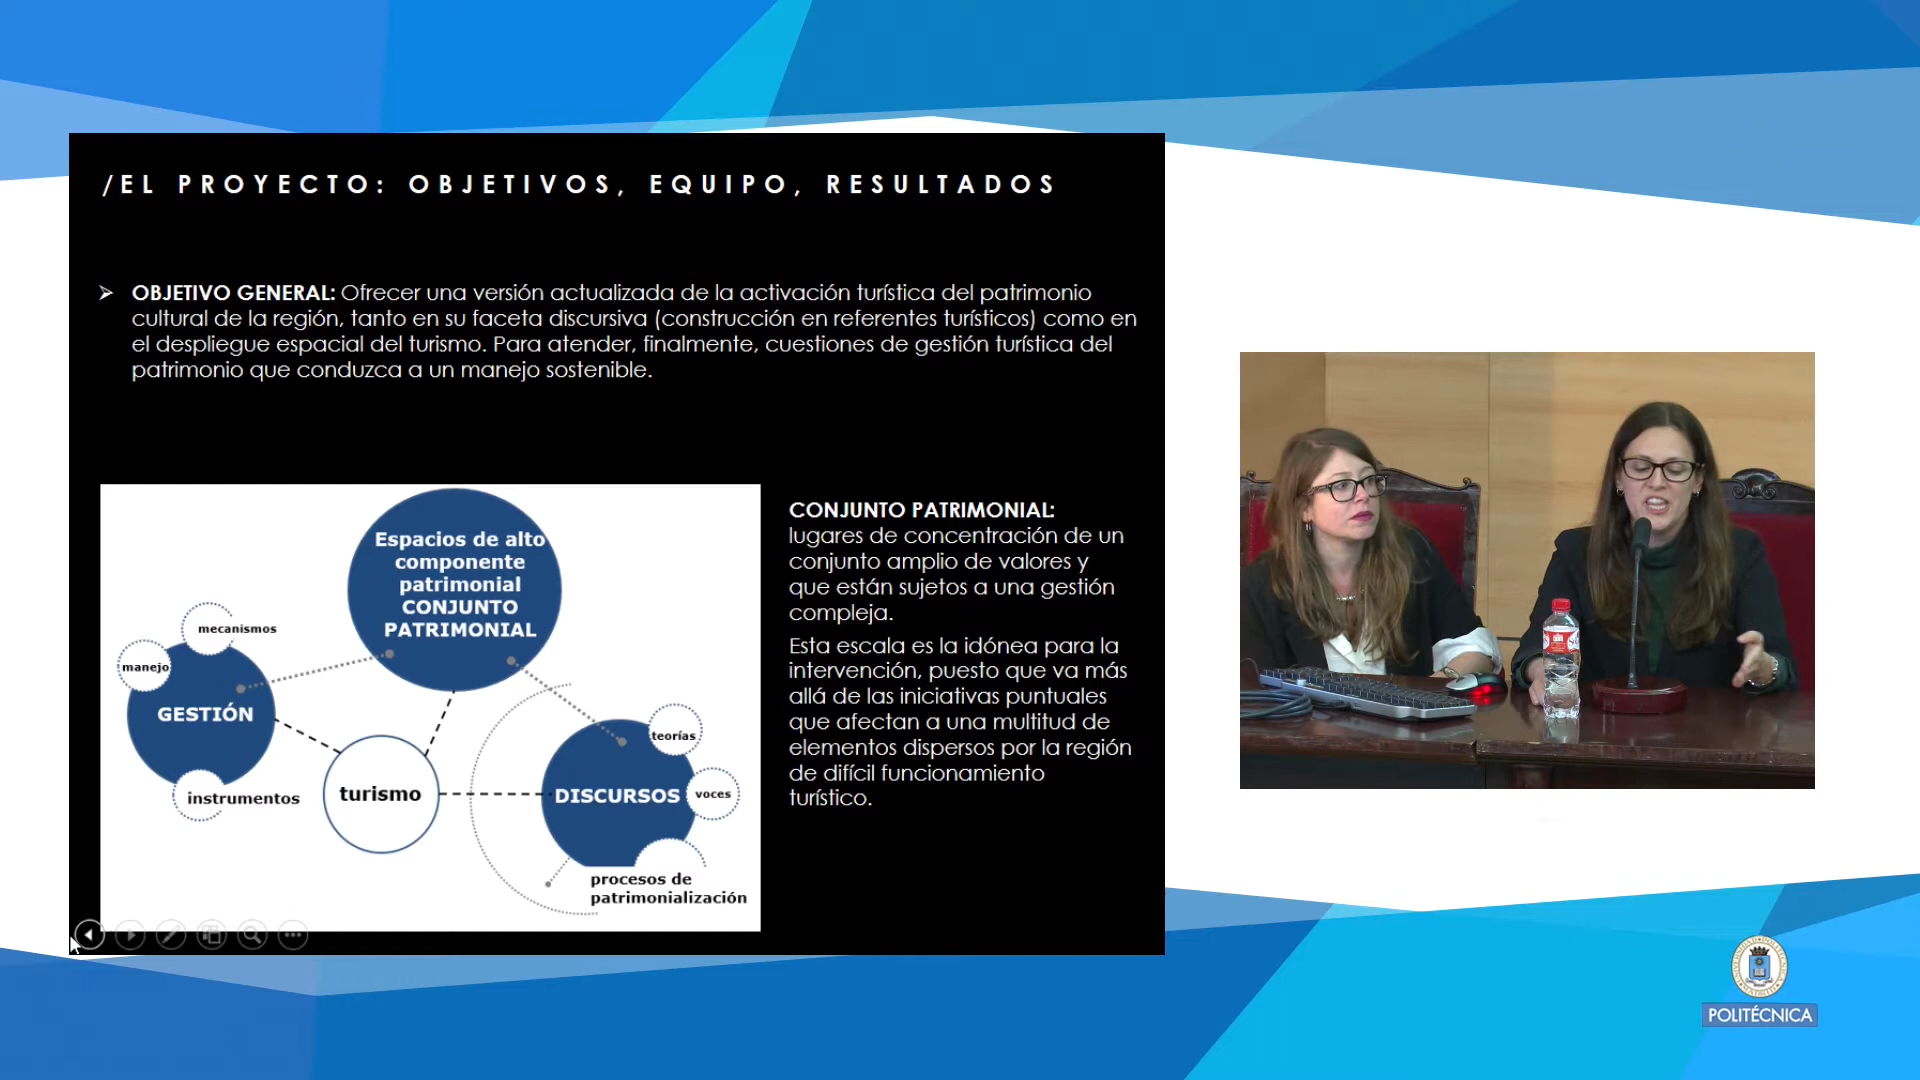 /EL PROYECTO: OBJETIVOS, EQUIPO, RESULTADOS
➢ OBJETIVO GENERAL: Ofrecer una versión actualizada de la activación turística del patrimonio
cultural de la región, tanto en su faceta discursiva (construcción en referentes turísticos) como en
el despliegue espacial del turismo. Para atender, finalmente, cuestiones de gestión turística del
patrimonio que conduzca a un manejo sostenible.
Espacios de alto
componente
patrimonial
CONJUNTO
PATRIMONIAL
mecanismos
manejo
GESTIÓN
instrumentos
turismo
teorías
DISCURSOS
voces
procesos de
patrimonialización
CONJUNTO PATRIMONIAL:
lugares de concentración de un
conjunto amplio de valores y
que están sujetos a una gestión
compleja.
Esta escala es la idónea para la
intervención, puesto que va más
allá de las iniciativas puntuales
que afectan a una multitud de
elementos dispersos por la región
de difícil funcionamiento
turístico.
POLITÉCNICA